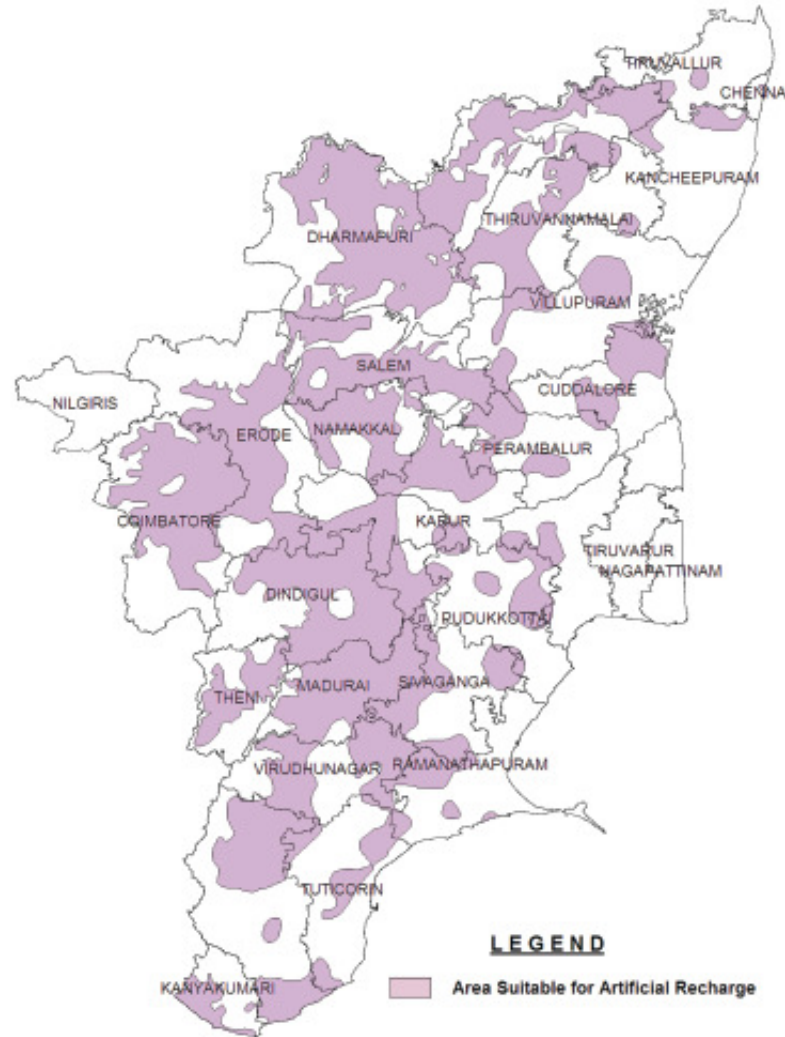 TIRUVALLUR
CHENNA
KANCHEEPURAM
THIRUVANNAMALAI
DHARMAPURI
VILLUPURAM
SALEM
CUDDALORE
NILGIRIS
NAMAKKAL
ERODE
PERAMBALUR
COIMBATORE
KARUR
TIRUVARUR
NAGAPATTINAM
DINDIGUL
PUDUKKOTTAI
SIVAGANGA
MADURAI
THENI
RAMANATHAPURAM
VIRUDHUNAGAR
TUTICORIN
LEGEND
KANYAKUMARI
Area Suitable for Artificial Recharge